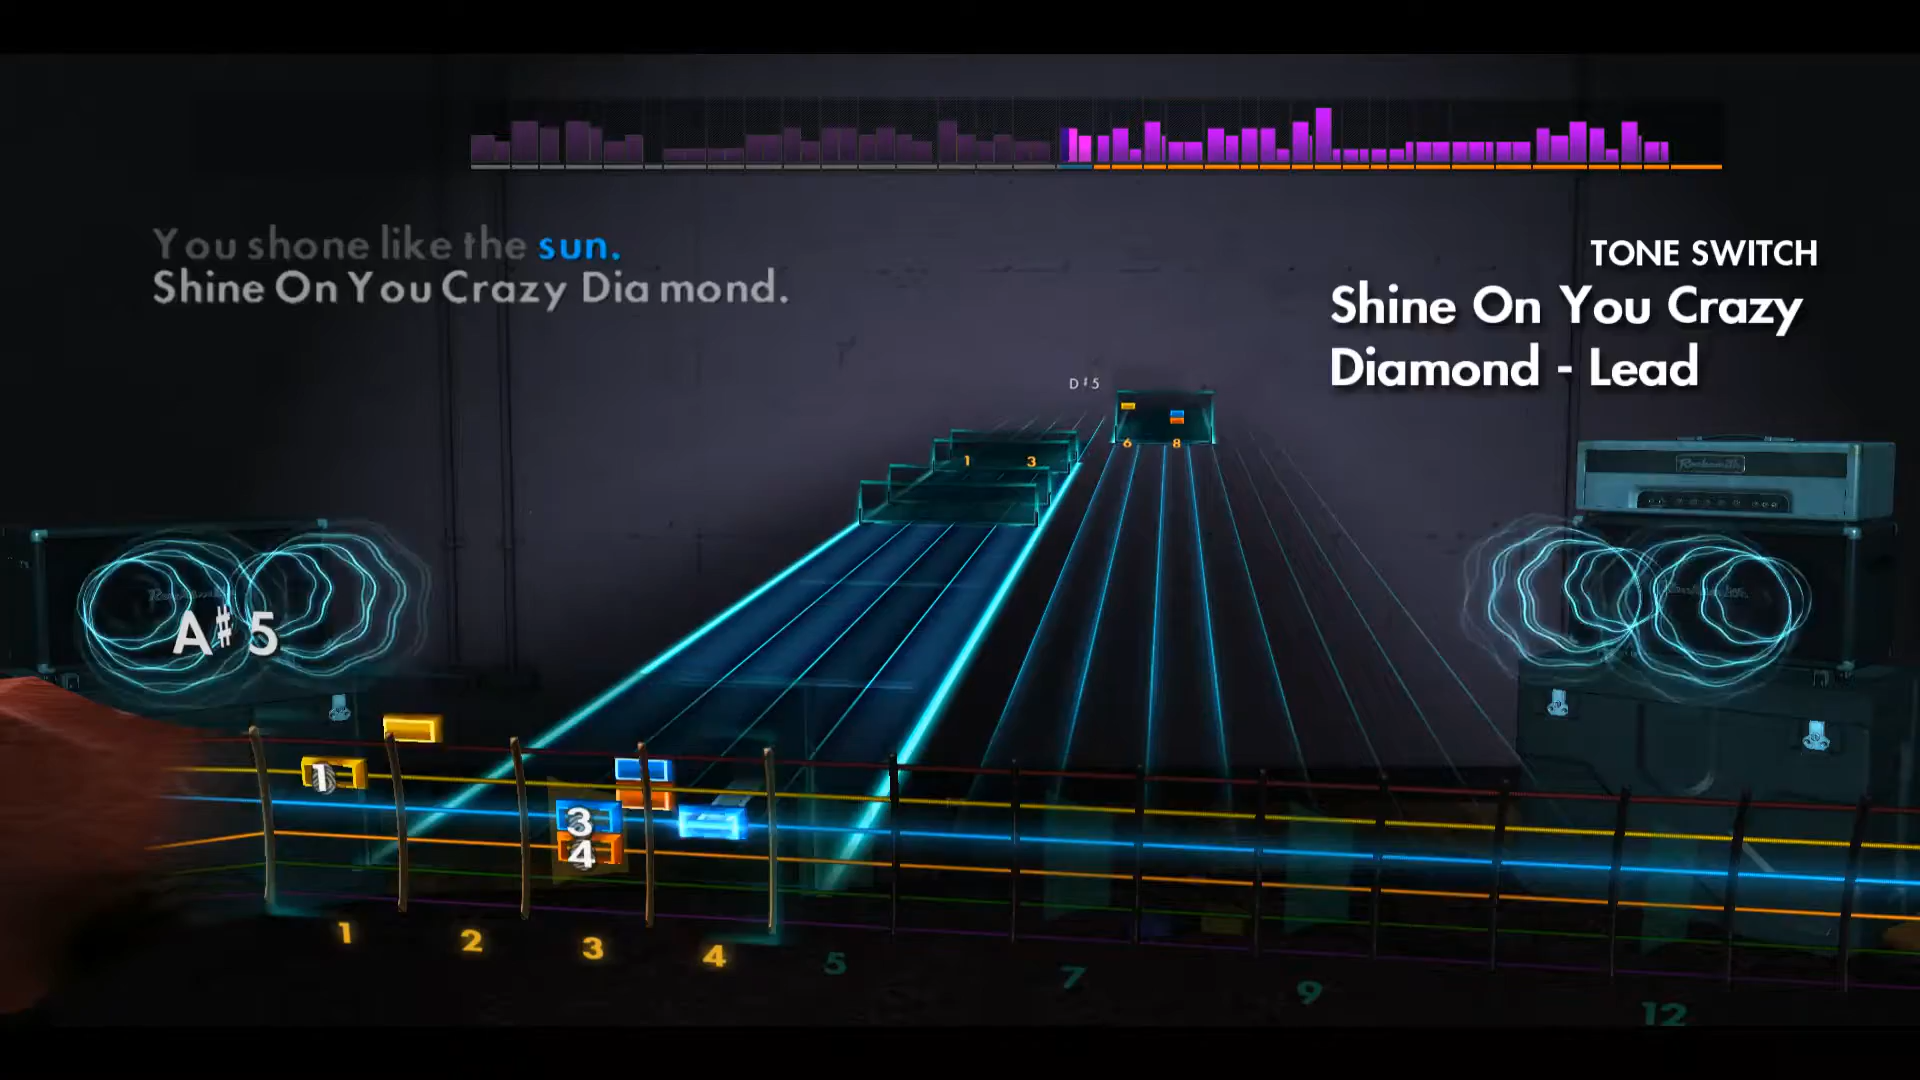 You shone like the sun.
Shine On You Crazy Diamond.
TONE SWITCH
Shine On You Crazy
Diamond - Lead
D#5
6 8
1 3
Rocksmith
A#5
1
3
4
1 2 3 4 5 7 9 12